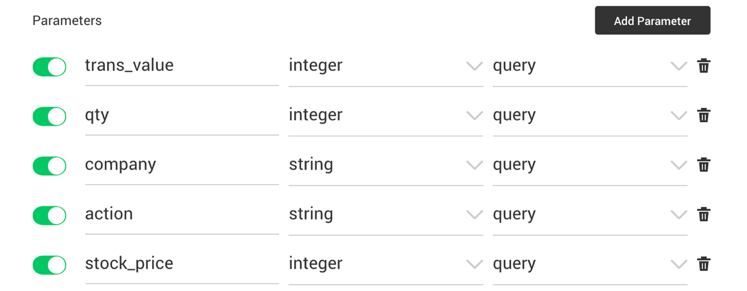 Parameters Add Parameter
trans_value integer query
qty integer query
company string query
action string query
stock_price integer query